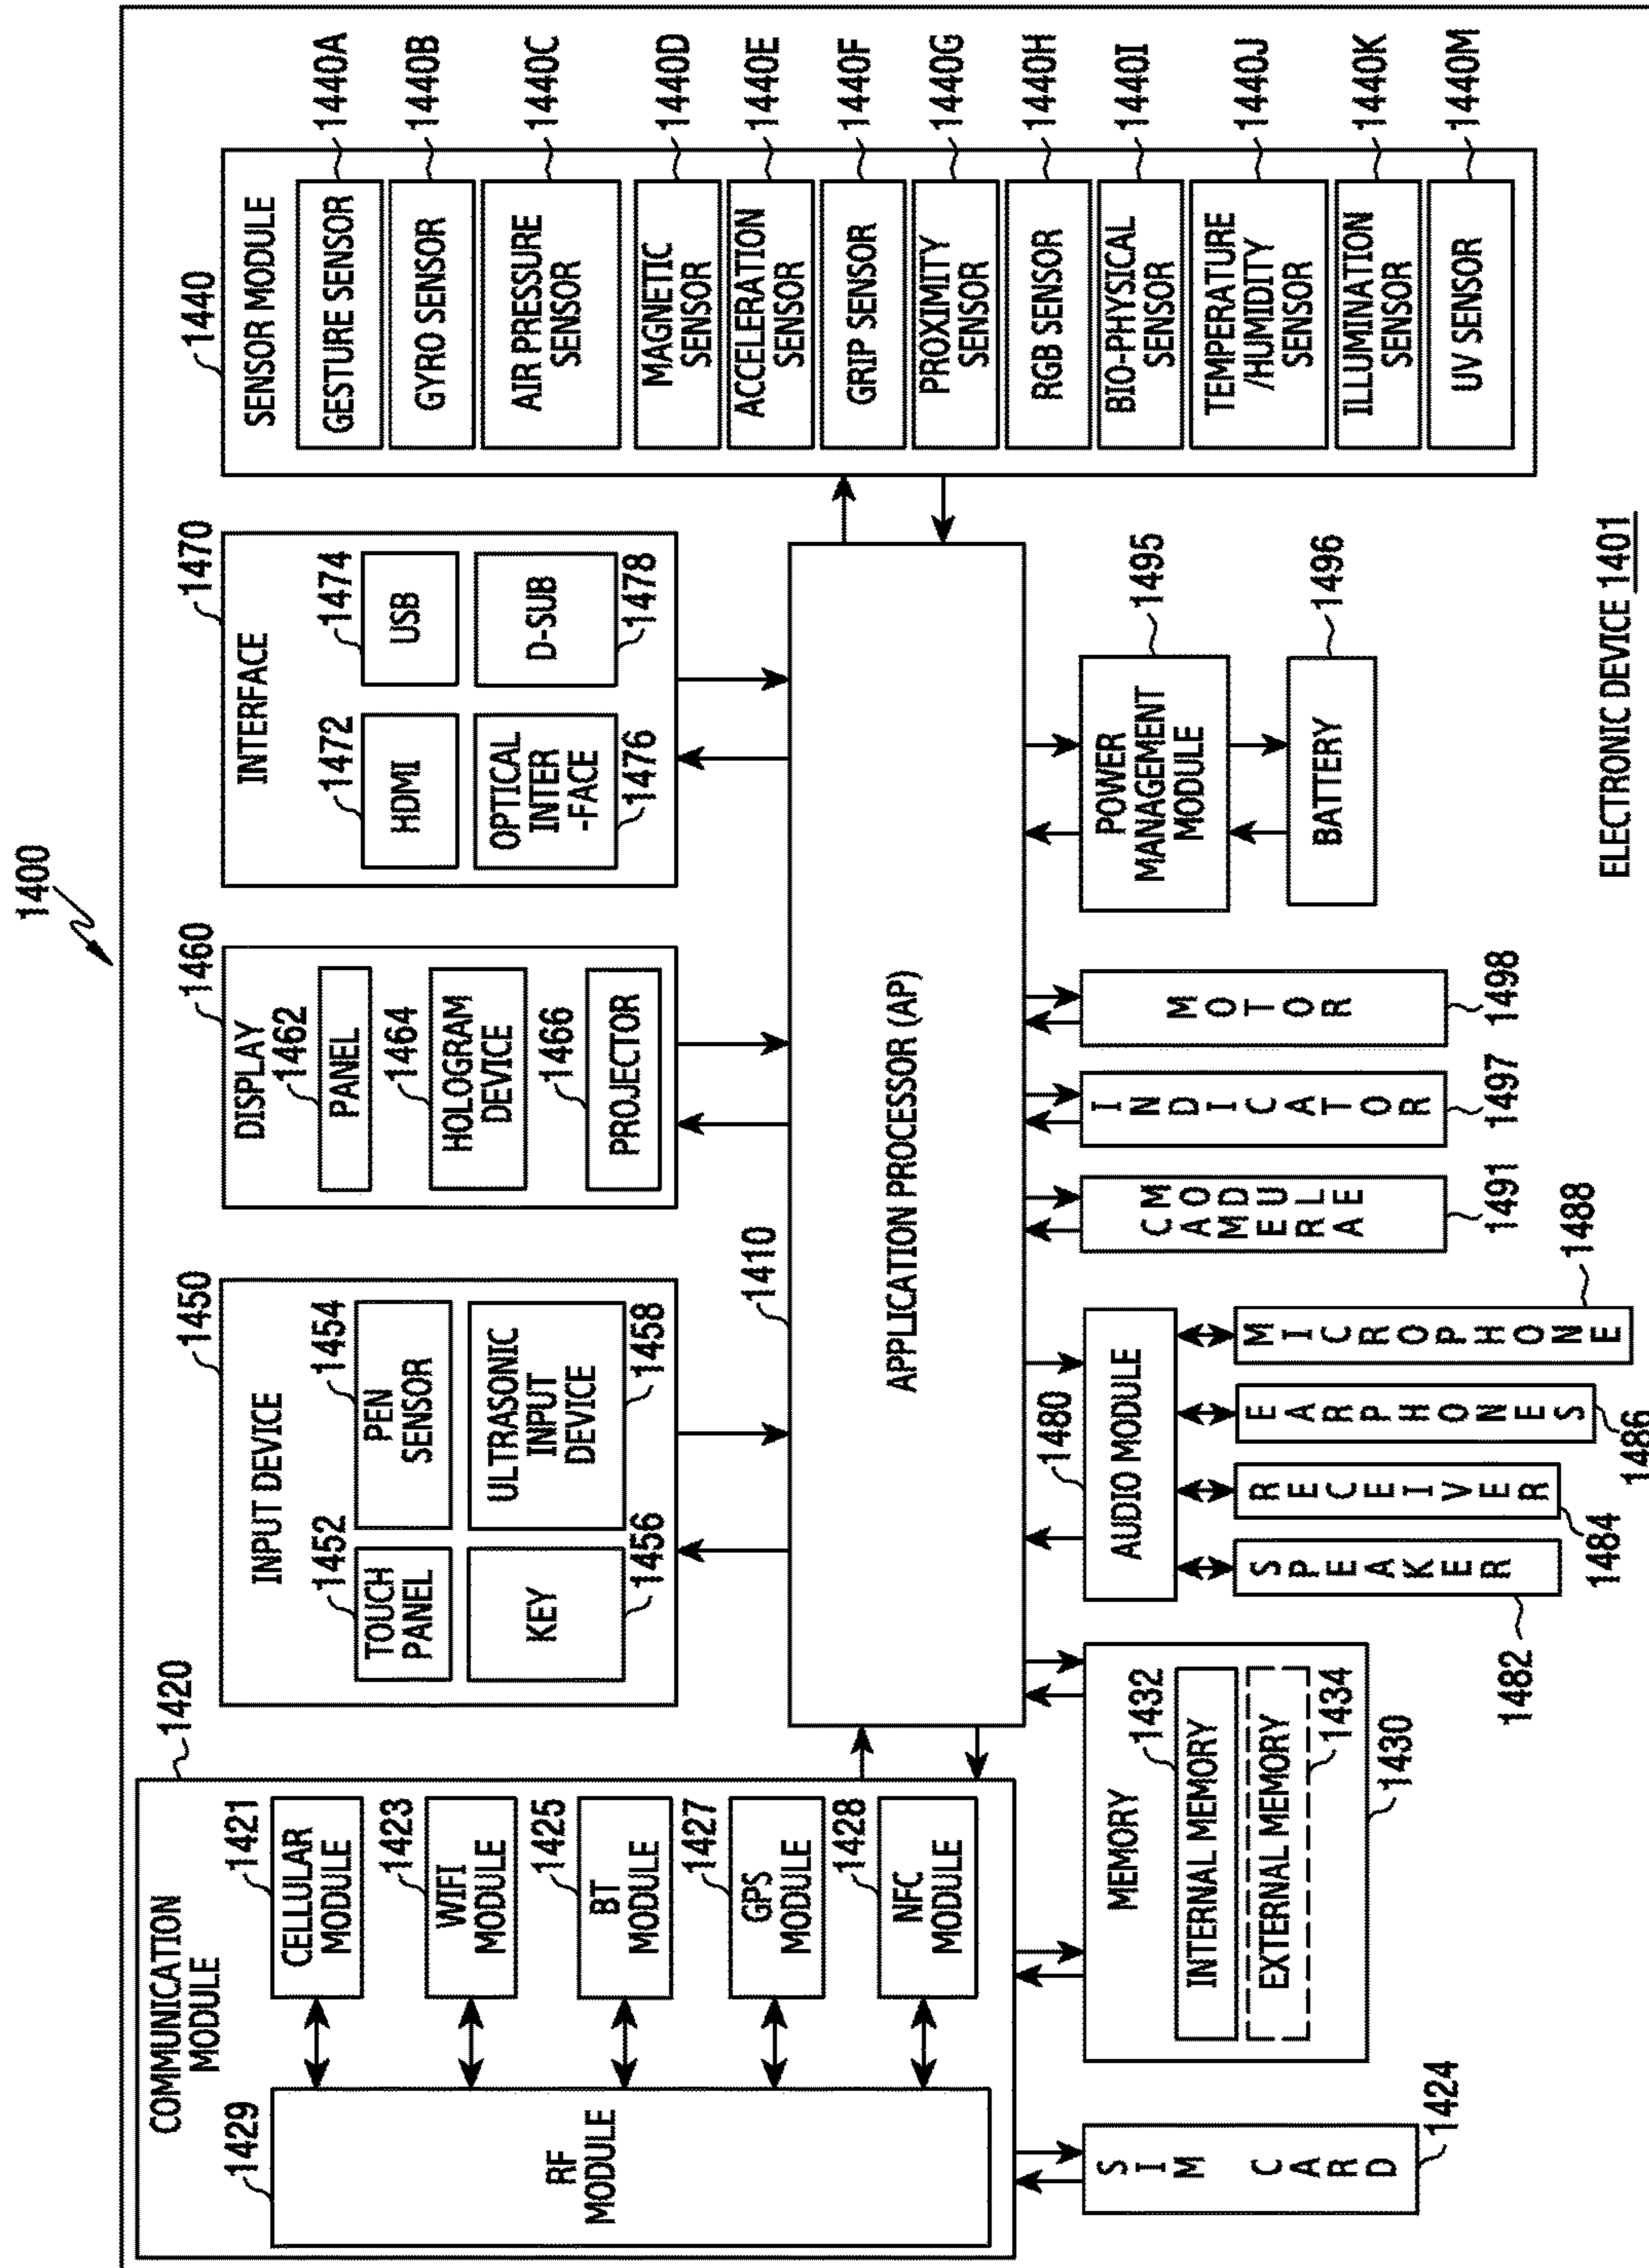 1400
COMMUNICATION
MODULE
1420
1429
RF
MODULE
1421
CELLULAR
MODULE
1423
WIFI
MODULE
1425
BT
MODULE
1427
GPS
MODULE
1428
NFC
MODULE
1450
INPUT DEVICE
1452
TOUCH
PANEL
1454
PEN
SENSOR
KEY
1456
ULTRASONIC
INPUT
DEVICE
1458
1460
DISPLAY
1462
PANEL
1464
HOLOGRAM
DEVICE
1466
PROJECTOR
1470
INTERFACE
1472
HDMI
1474
USB
OPTICAL
INTER
-FACE
1476
D-SUB
1478
1440
SENSOR MODULE
GESTURE SENSOR
1440A
GYRO SENSOR
1440B
AIR PRESSURE
SENSOR
1440C
MAGNETIC
SENSOR
1440D
ACCELERATION
SENSOR
1440E
GRIP SENSOR
1440F
PROXIMITY
SENSOR
1440G
RGB SENSOR
1440H
BIO-PHYSICAL
SENSOR
1440I
TEMPERATURE
/HUMIDITY
SENSOR
1440J
ILLUMINATION
SENSOR
1440K
UV SENSOR
1440M
1410
APPLICATION PROCESSOR (AP)
SIM CARD
1424
MEMORY
1432
INTERNAL MEMORY
EXTERNAL MEMORY
1434
1430
1480
AUDIO MODULE
SPEAKER
1482
RECEIVER
1484
EARPHONES
1486
MICROPHONE
1488
CAMERA
MODULE
1491
INDICATOR
1497
MOTOR
1498
POWER
MANAGEMENT
MODULE
1495
BATTERY
1496
ELECTRONIC DEVICE 1401